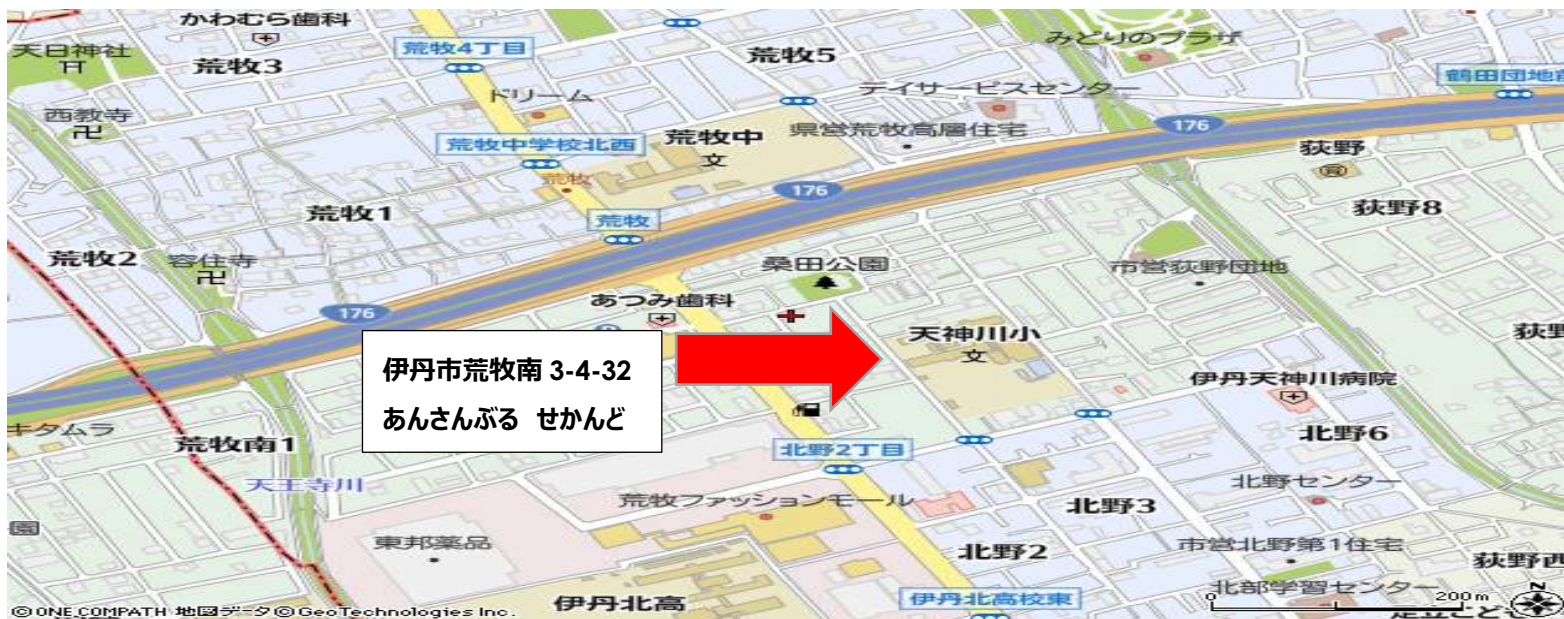 かわむら歯科
天日神社
荒牧3
荒牧4丁目
荒牧5
みどりのプラザ
鶴田団地前
西教寺
ドリーム
デイサービスセンター
荒牧中学校北西
荒牧中
文
県営荒牧高層住宅
176
荻野
荒牧
176
荒牧1
荒牧
荻野8
荒牧2
容住寺
桑田公園
市営荻野団地
あつみ歯科
176
天神川小
文
伊丹市荒牧南 3-4-32
あんさんぶる せかんど
伊丹天神川病院
キタムラ
荒牧南1
北野2丁目
北野6
天王寺川
荒牧ファッションモール
北野3
北野センター
園
東邦薬品
北野2
市営北野第1住宅
荻野西
伊丹北高
伊丹北高校東
北部学習センター
0 200m
N
©ONE COMPATH 地図データ©GeoTechnologies Inc.